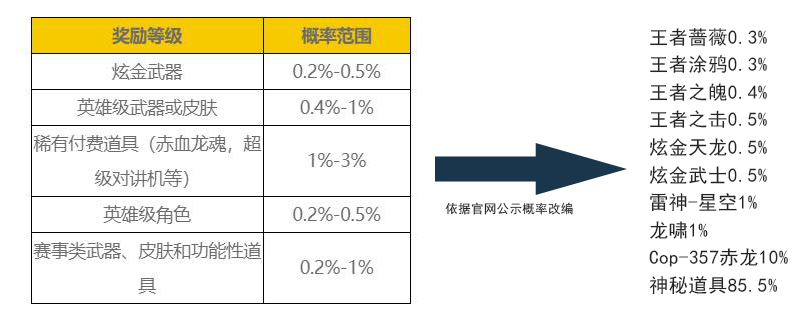 奖励等级 概率范围
炫金武器 0.2%-0.5%
英雄级武器或皮肤 0.4%-1%
稀有付费道具（赤血龙魂，超
级对讲机等） 1%-3%
英雄级角色 0.2%-0.5%
赛事类武器、皮肤和功能性道
具 0.2%-1%
依据官网公示概率改编
王者蔷薇0.3%
王者涂鸦0.3%
王者之魄0.4%
王者之击0.5%
炫金天龙0.5%
炫金武士0.5%
雷神-星空1%
龙啸1%
Cop-357赤龙10%
神秘道具85.5%